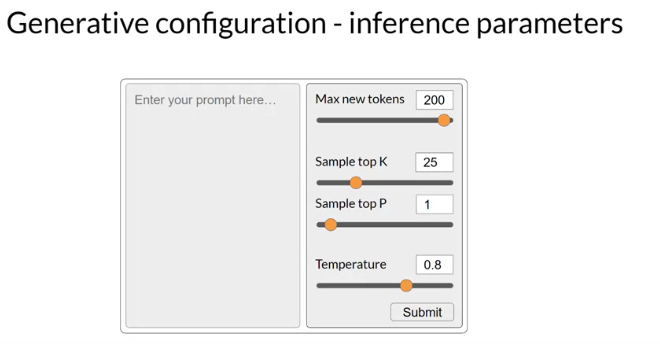 Generative configuration - inference parameters
Enter your prompt here...
Max new tokens 200
Sample top K 25
Sample top P 1
Temperature 0.8
Submit